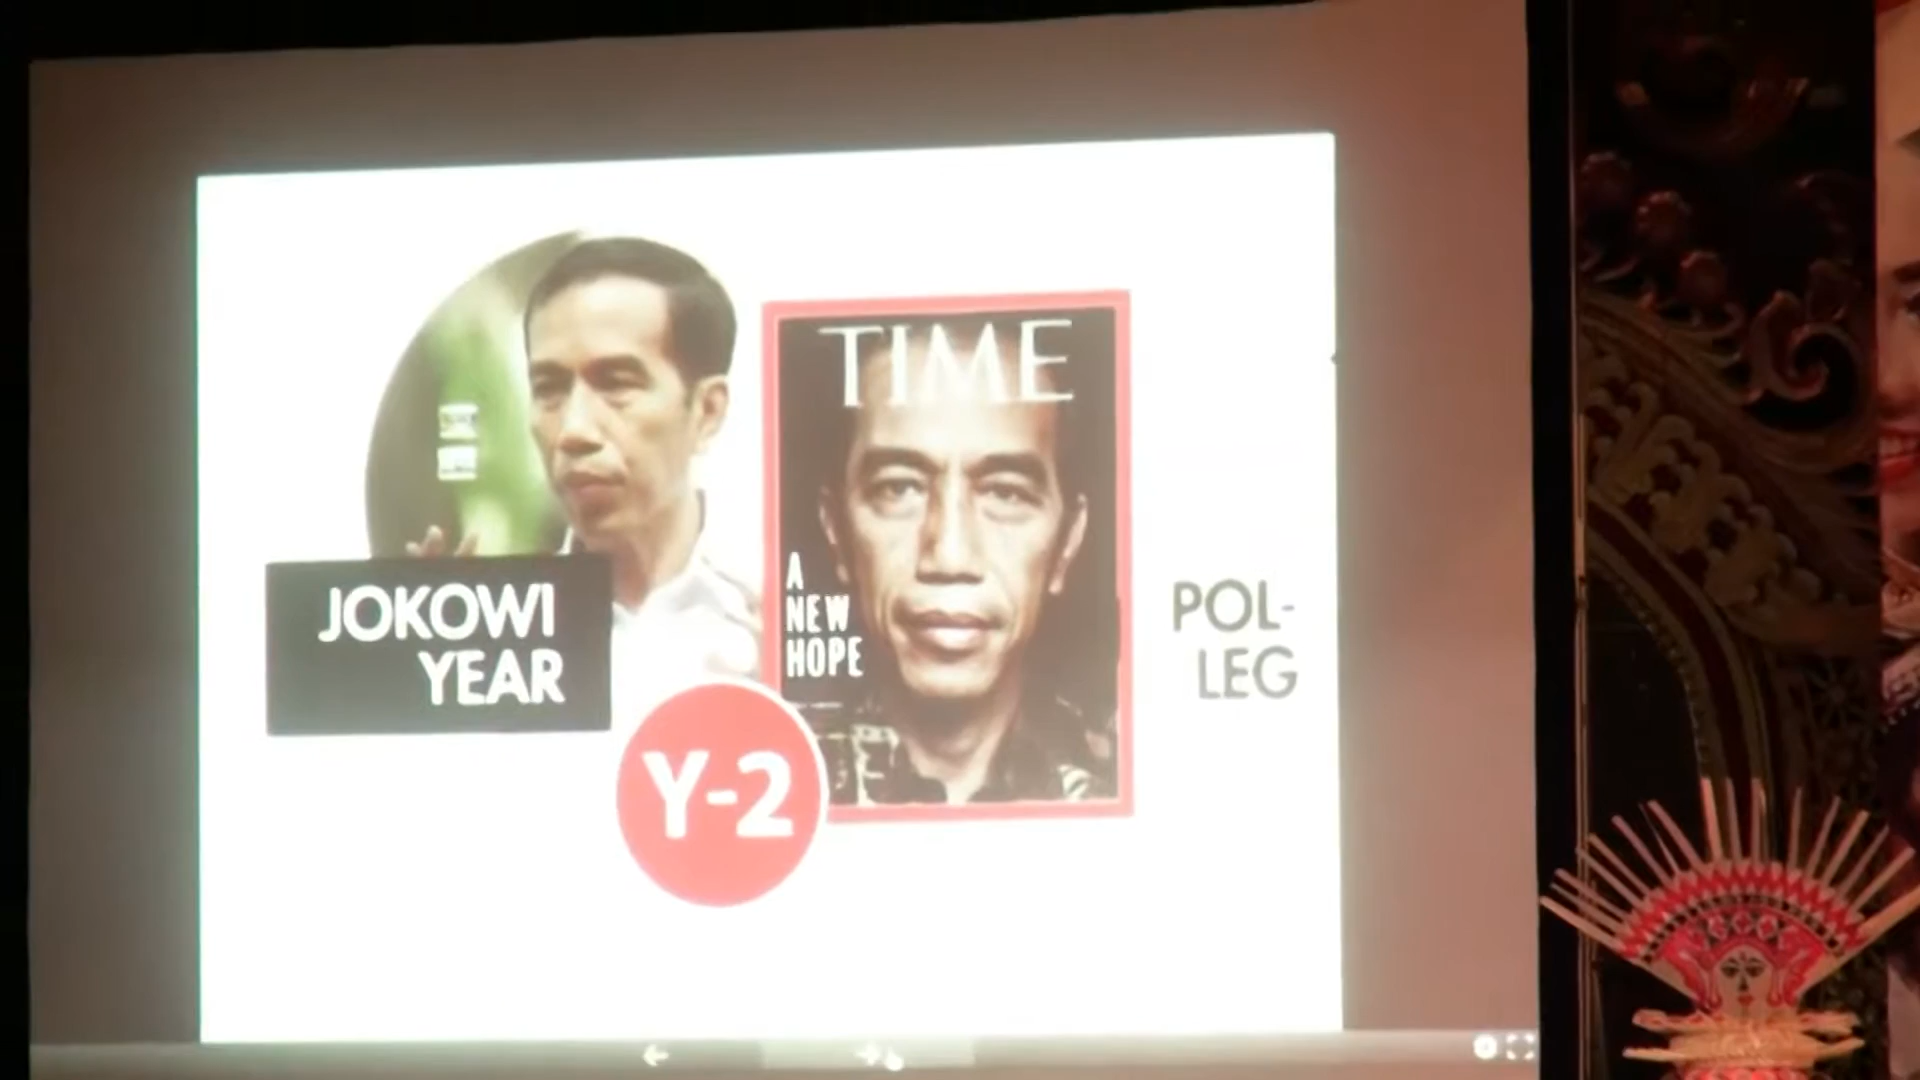 JOKOWI
YEAR
Y-2
TIME
A
NEW
HOPE
POL-
LEG